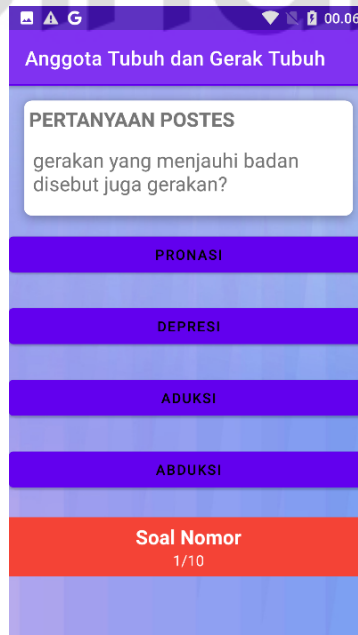 G 00.06
Anggota Tubuh dan Gerak Tubuh
PERTANYAAN POSTES
gerakan yang menjauhi badan
disebut juga gerakan?
PRONASI
DEPRESI
ADUKSI
ABDUKSI
Soal Nomor
1/10